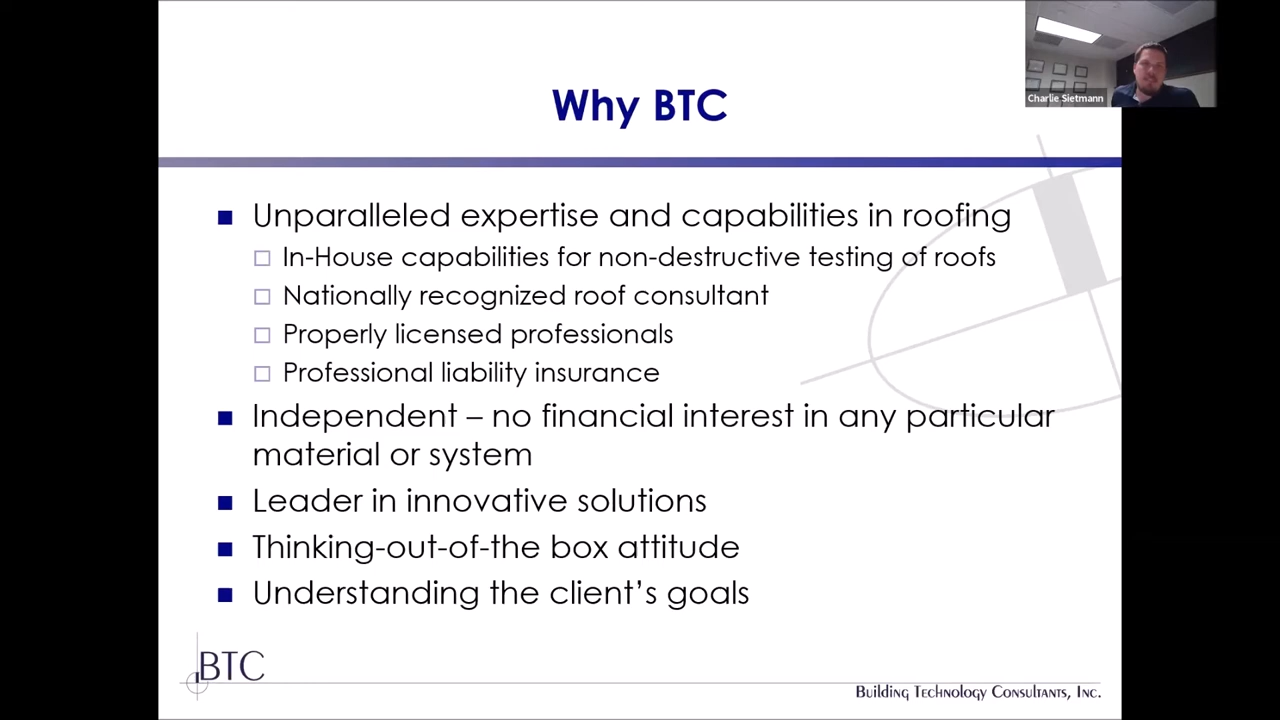 Charlie Sietmann
Why BTC
Unparalleled expertise and capabilities in roofing
In-House capabilities for non-destructive testing of roofs
Nationally recognized roof consultant
Properly licensed professionals
Professional liability insurance
Independent – no financial interest in any particular
material or system
Leader in innovative solutions
Thinking-out-of-the box attitude
Understanding the client's goals
BTC
Building Technology Consultants, Inc.